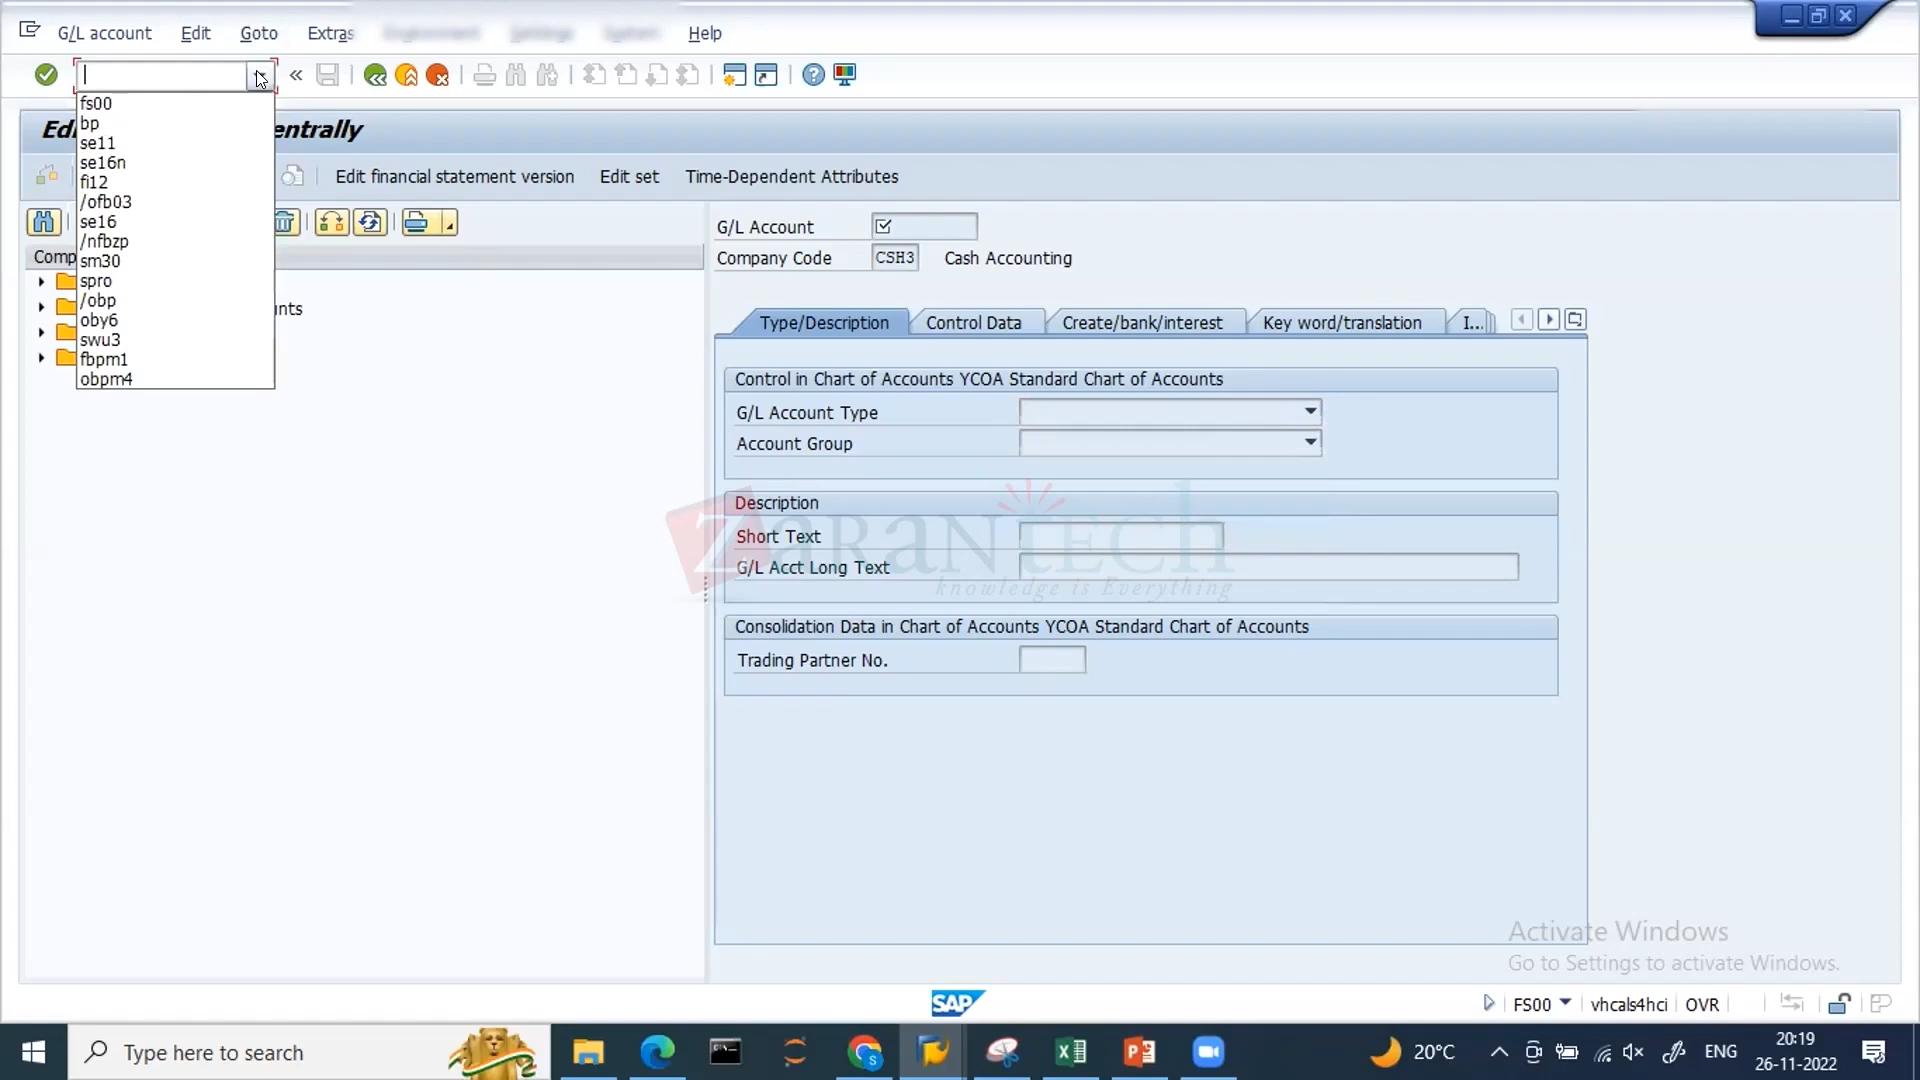 G/L account Edit Goto Extras Help
fs00
bp
se11
se16n
fi12
/ofb03
se16
/nfbzp
sm30
spro
/obp
oby6
swu3
fbpm1
obpm4
Edi entrally
Edit financial statement version Edit set Time-Dependent Attributes
Comp
nts
G/L Account
Company Code CSH3 Cash Accounting
Type/Description Control Data Create/bank/interest Key word/translation I...
Control in Chart of Accounts YCOA Standard Chart of Accounts
G/L Account Type
Account Group
Description
Short Text
G/L Acct Long Text
ZaranTech
knowledge is Everything
Consolidation Data in Chart of Accounts YCOA Standard Chart of Accounts
Trading Partner No.
Activate Windows
Go to Settings to activate Windows.
SAP
FS00 vhcals4hci OVR
Type here to search
20°C ENG
20:19
26-11-2022